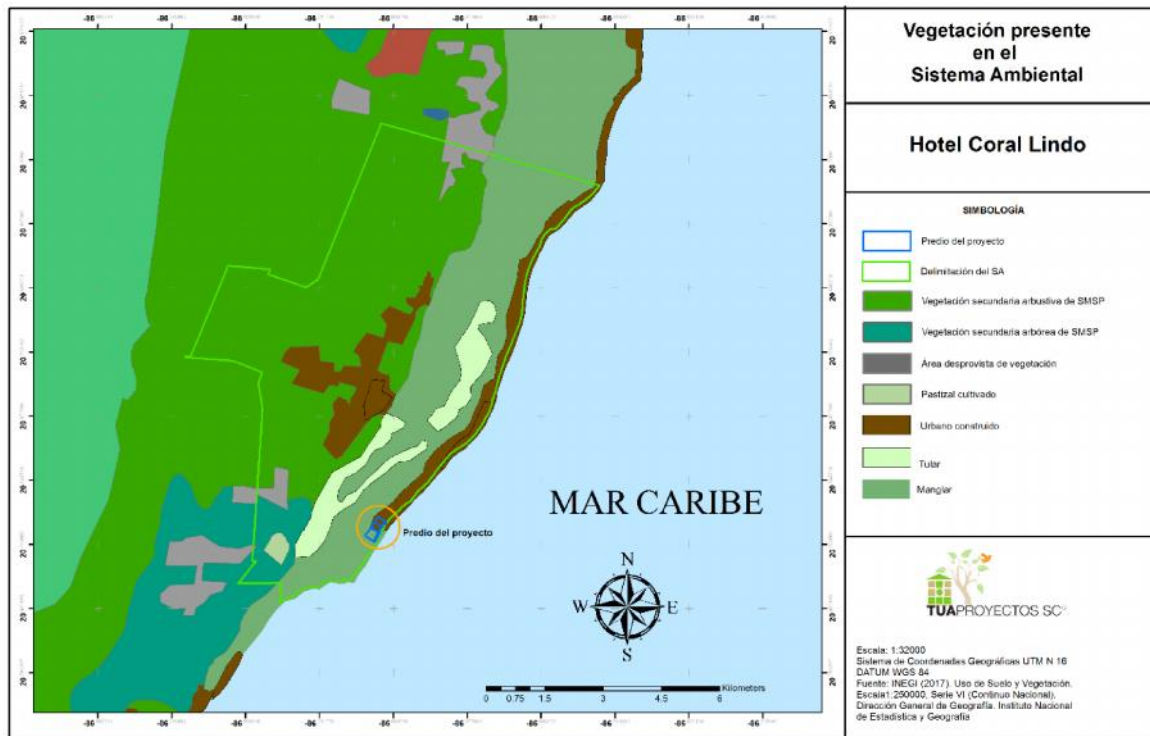 Vegetación presente
en el
Sistema Ambiental
Hotel Coral Lindo
SIMBOLOGÍA
Predio del proyecto
Delimitación del SA
Vegetación secundaria arbustiva de SMSP
Vegetación secundaria arbórea de SMSP
Área desprovista de vegetación
Pastizal cultivado
Urbano construido
Tular
Manglar
MAR CARIBE
Predio del proyecto
N
W E
S
Kilometers
0 0.75 1.5 3 4.5 6
TUAPROYECTOS SC
Escala: 1:32000
Sistema de Coordenadas Geográficas UTM N 16
DATUM WGS 84
Fuente: INEGI (2017). Uso de Suelo y Vegetación.
Escala1:250000, Serie VI (Continuo Nacional).
Dirección General de Geografía. Instituto Nacional
de Estadística y Geografía